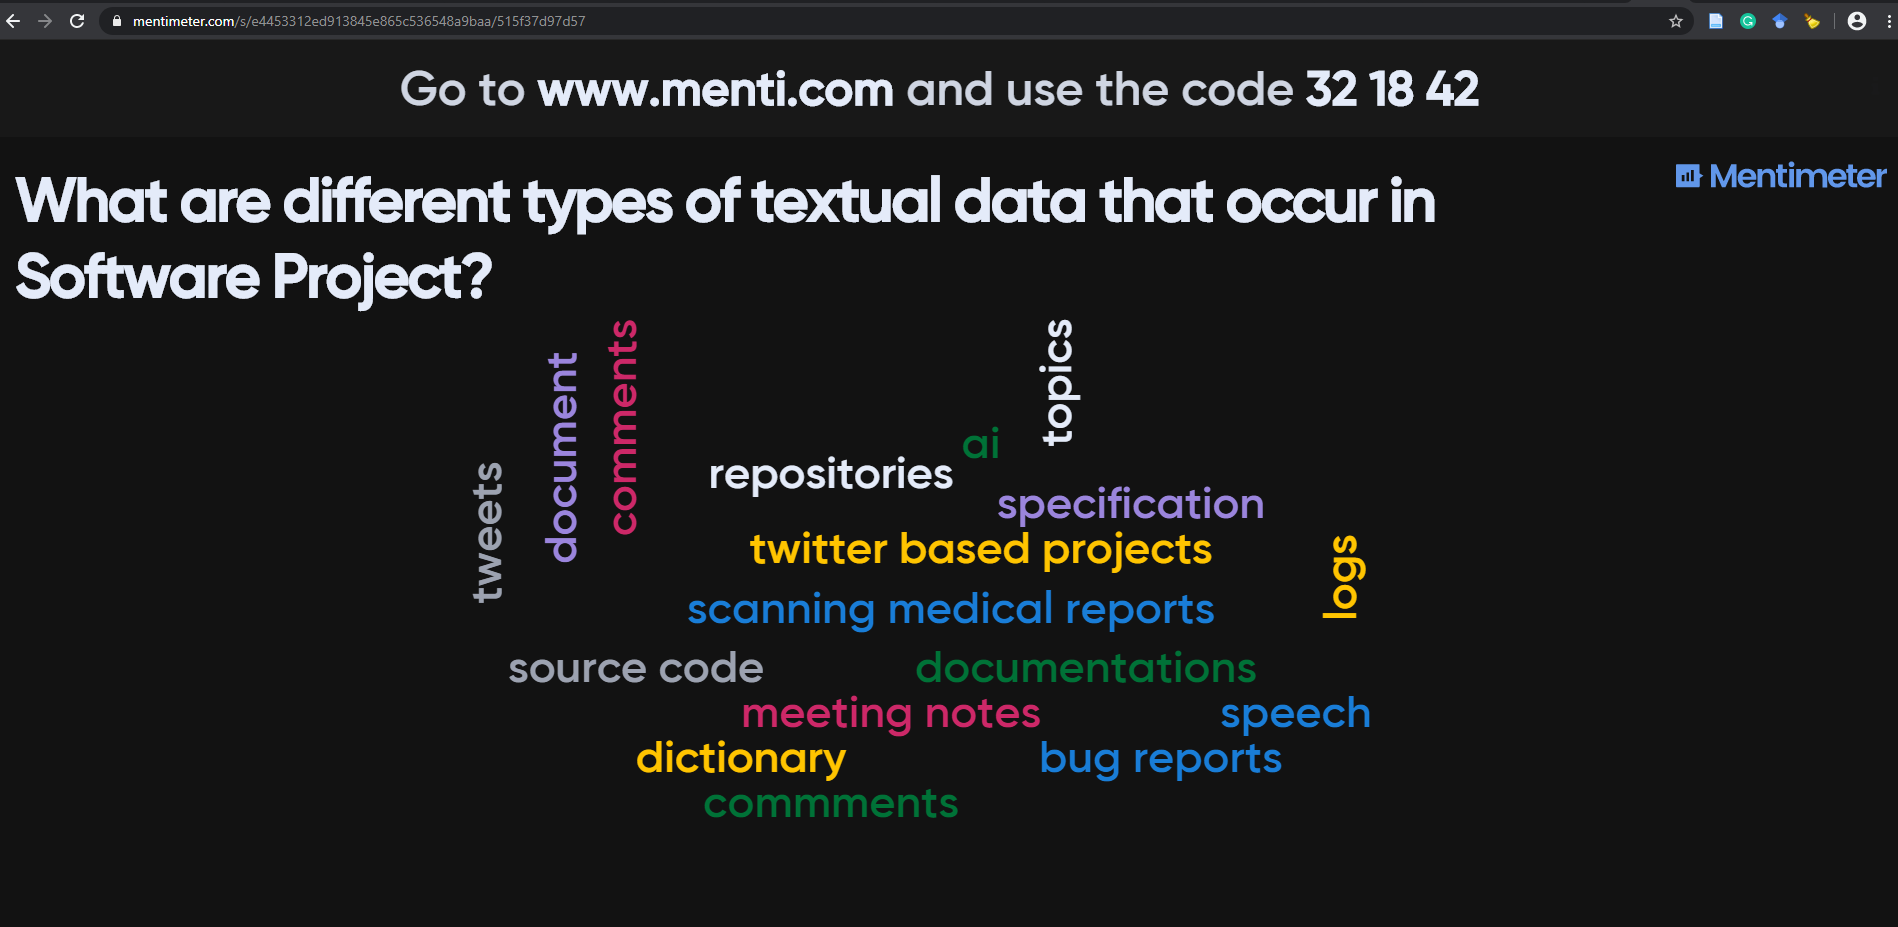 mentimeter.com/s/e4453312ed913845e865c536548a9baa/515f37d97d57
Go to www.menti.com and use the code 32 18 42
Mentimeter
What are different types of textual data that occur in
Software Project?
tweets
document
comments
topics
ai
repositories
specification
twitter based projects
logs
scanning medical reports
source code
documentations
meeting notes
speech
dictionary
bug reports
commments